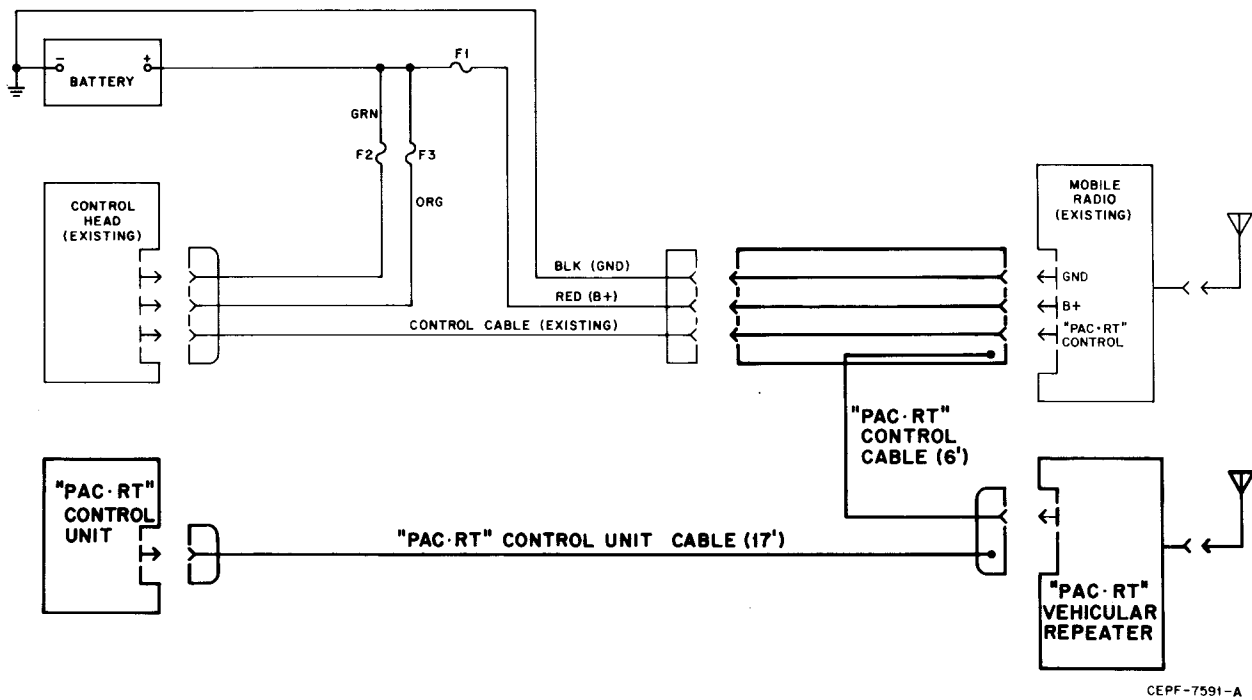 - +
BATTERY
F1
GRN
F2
F3
ORG
CONTROL
HEAD
(EXISTING)
MOBILE
RADIO
(EXISTING)
BLK (GND)
RED (B+)
CONTROL CABLE (EXISTING)
GND
B+
"PAC·RT"
CONTROL
"PAC·RT"
CONTROL
CABLE (6')
"PAC·RT"
CONTROL
UNIT
"PAC·RT" CONTROL UNIT CABLE (17')
"PAC·RT"
VEHICULAR
REPEATER
CEPF-7591-A